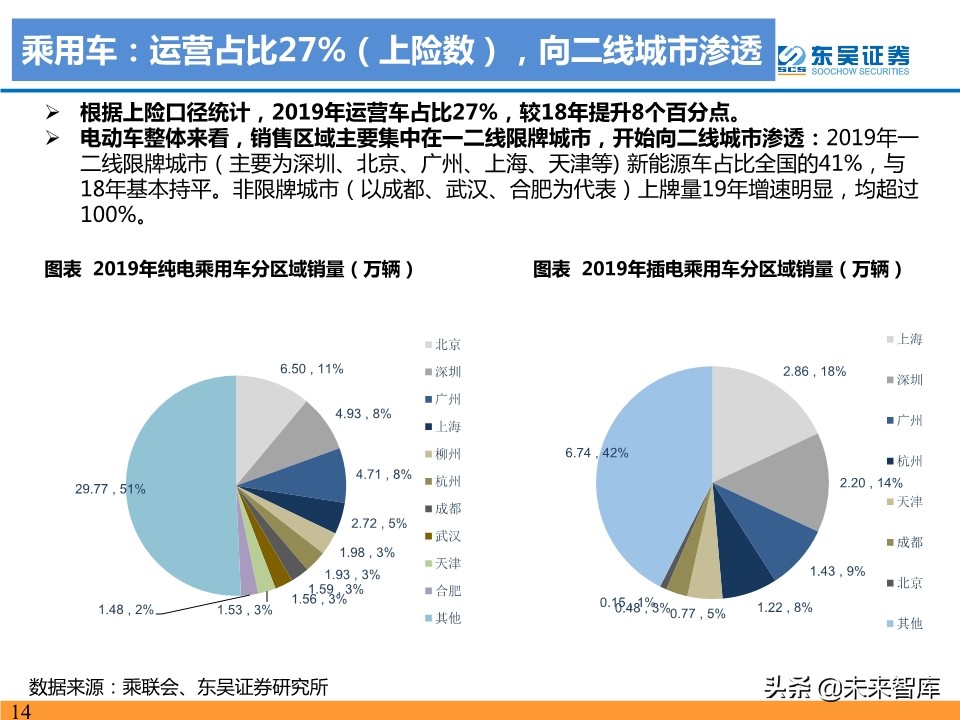 乘用车：运营占比27%（上险数），向二线城市渗透
SCS 东吴证券
SOOCHOW SECURITIES
根据上险口径统计，2019年运营车占比27%，较18年提升8个百分点。
电动车整体来看，销售区域主要集中在一二线限牌城市，开始向二线城市渗透：2019年一
二线限牌城市（主要为深圳、北京、广州、上海、天津等) 新能源车占比全国的41%，与
18年基本持平。非限牌城市（以成都、武汉、合肥为代表）上牌量19年增速明显，均超过
100%。
图表 2019年纯电乘用车分区域销量（万辆）
6.50 , 11%
4.93 , 8%
4.71 , 8%
2.72 , 5%
1.98 , 3%
1.93 , 3%
1.59 , 3%
1.56 , 3%
1.53 , 3%
1.48 , 2%
29.77 , 51%
北京
深圳
广州
上海
柳州
杭州
成都
武汉
天津
合肥
其他
图表 2019年插电乘用车分区域销量（万辆）
2.86 , 18%
2.20 , 14%
1.43 , 9%
1.22 , 8%
0.77 , 5%
0.48 , 3%
0.15 , 1%
6.74 , 42%
上海
深圳
广州
杭州
天津
成都
北京
其他
数据来源：乘联会、东吴证券研究所
头条 @未来智库
14